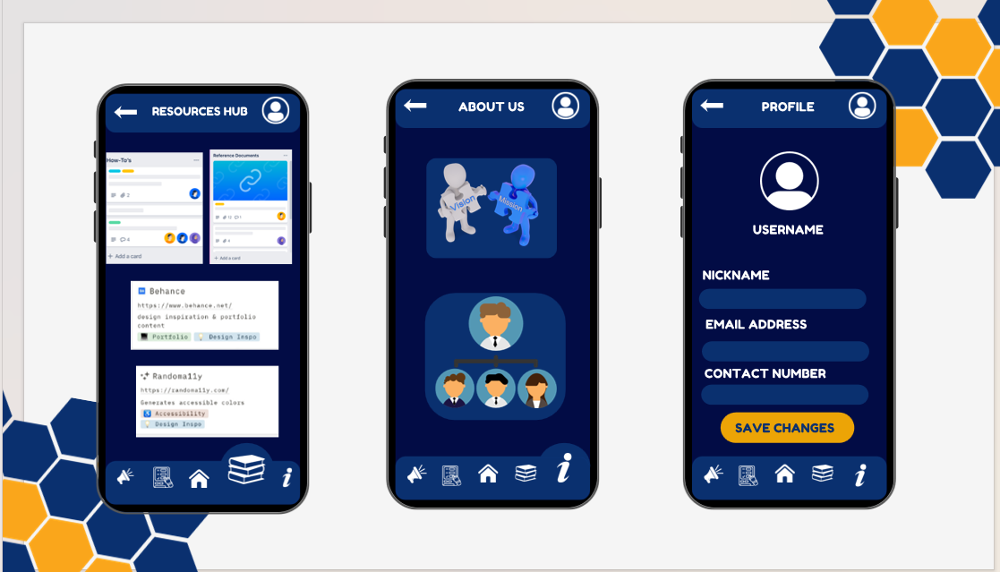 RESOURCES HUB
How-To's
2
4
+ Add a card
Reference Documents
12 1
4
+ Add a card
Behance
https://www.behance.net/
design inspiration & portfolio
content
Portfolio Design Inspo
Randoma11y
https://randoma11y.com/
Generates accessible colors
Accessibility
Design Inspo
i
ABOUT US
Vision
Mission
i
PROFILE
USERNAME
NICKNAME
EMAIL ADDRESS
CONTACT NUMBER
SAVE CHANGES
i